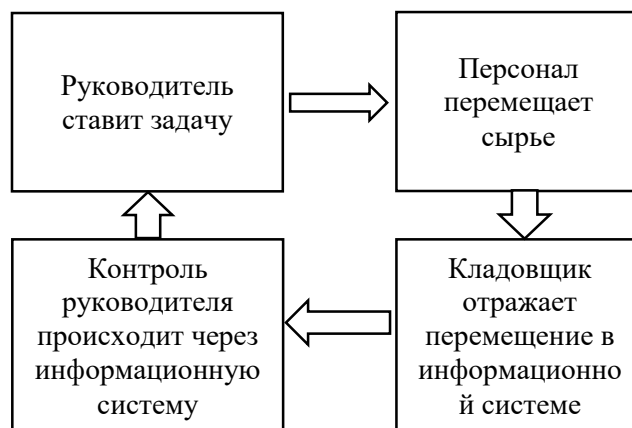 Руководитель
ставит задачу
Персонал
перемещает
сырье
Кладовщик
отражает
перемещение в
информационно
й системе
Контроль
руководителя
происходит через
информационную
систему